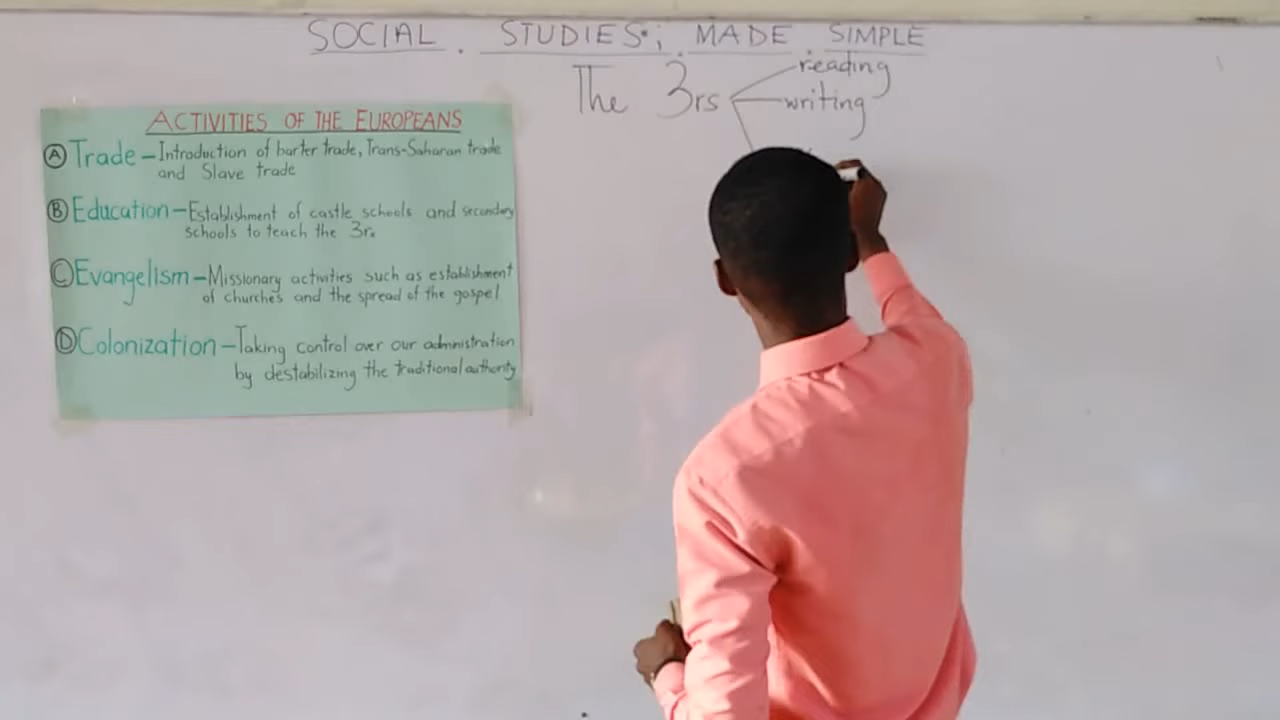 SOCIAL . STUDIES; MADE SIMPLE
The 3rs
reading
writing
ACTIVITIES OF THE EUROPEANS
A Trade - Introduction of barter trade, Trans-Saharan trade
and Slave trade
B Education - Establishment of castle schools and secondary
schools to teach the 3r.
C Evangelism - Missionary activities such as establishment
of churches and the spread of the gospel
D Colonization - Taking control over our admnistration
by destabilizing the traditional authority